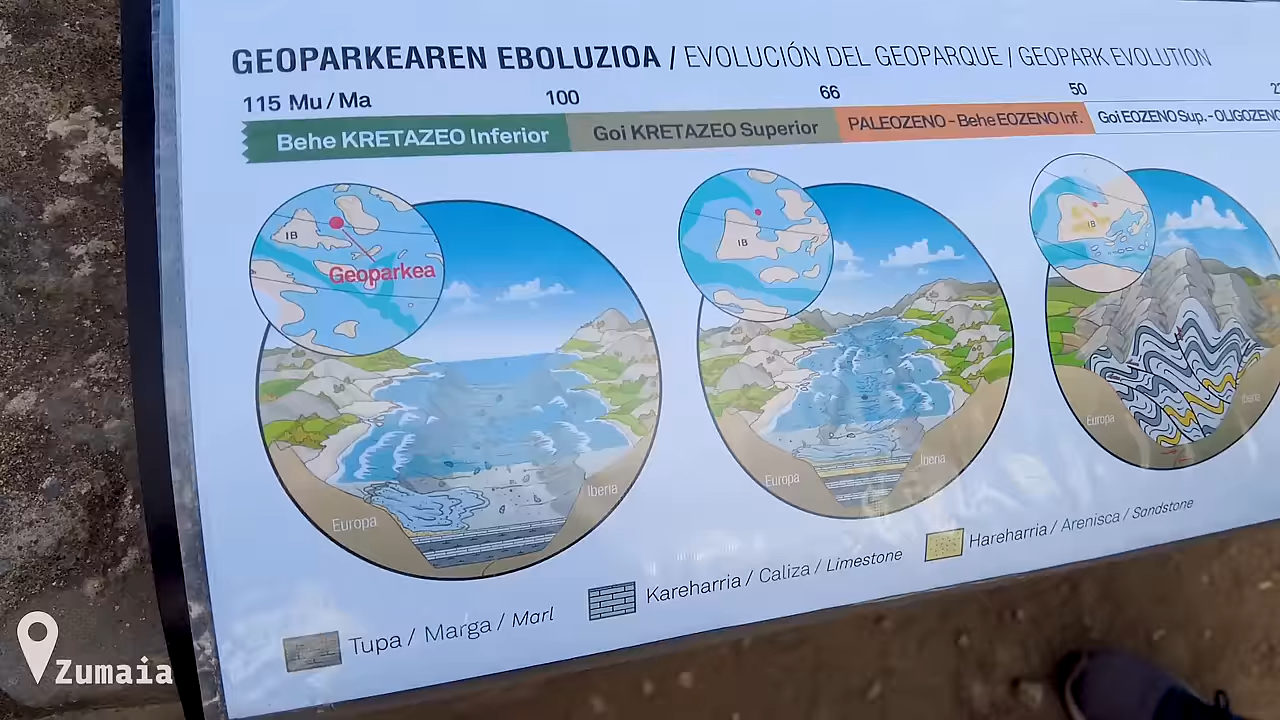 GEOPARKEAREN EBOLUZIOA / EVOLUCIÓN DEL GEOPARQUE / GEOPARK EVOLUTION
115 Mu/Ma 100 66 50
Behe KRETAZEO Inferior Goi KRETAZEO Superior PALEOZENO - Behe EOZENO Inf. Goi EOZENO Sup.-OLIGOZENO
IB IB IB
Geoparkea
Europa Iberia Europa Iberia Europa Iberia
Tupa / Marga / Marl Kareharria / Caliza / Limestone Hareharria / Arenisca / Sandstone
Zumaia